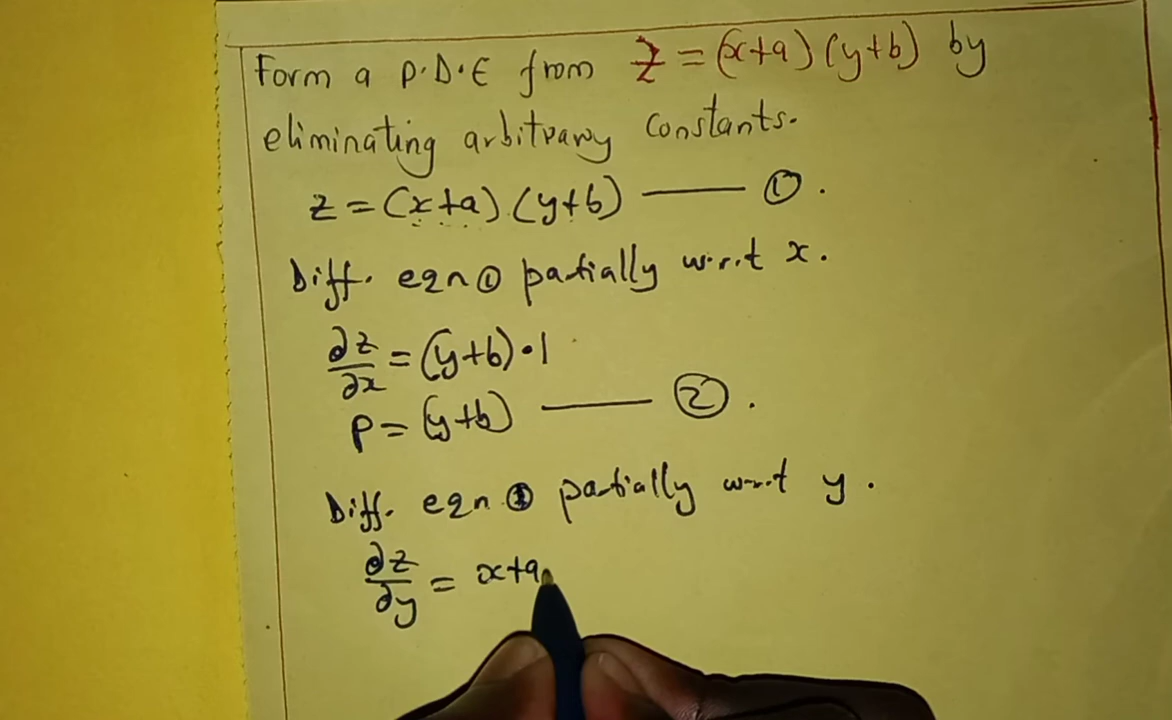 Form a P.D.E from z = (x+a) (y+b) by
eliminating arbitrary constants.
z = (x+a) (y+b) —— ① .
Diff. eqn ① partially w.r.t x .
∂z/∂x = (y+b) • 1
P = (y+b) —— ② .
Diff. eqn ① partially w.r.t y .
∂z/∂y = x+a